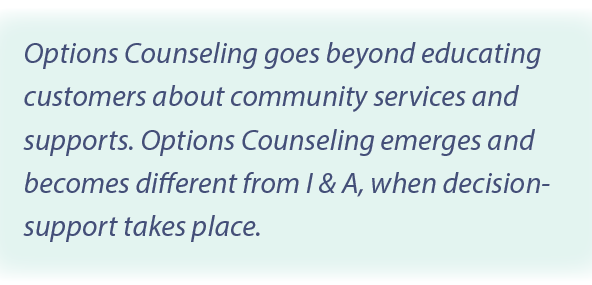 Options Counseling goes beyond educating
customers about community services and
supports. Options Counseling emerges and
becomes different from I & A, when decision-
support takes place.